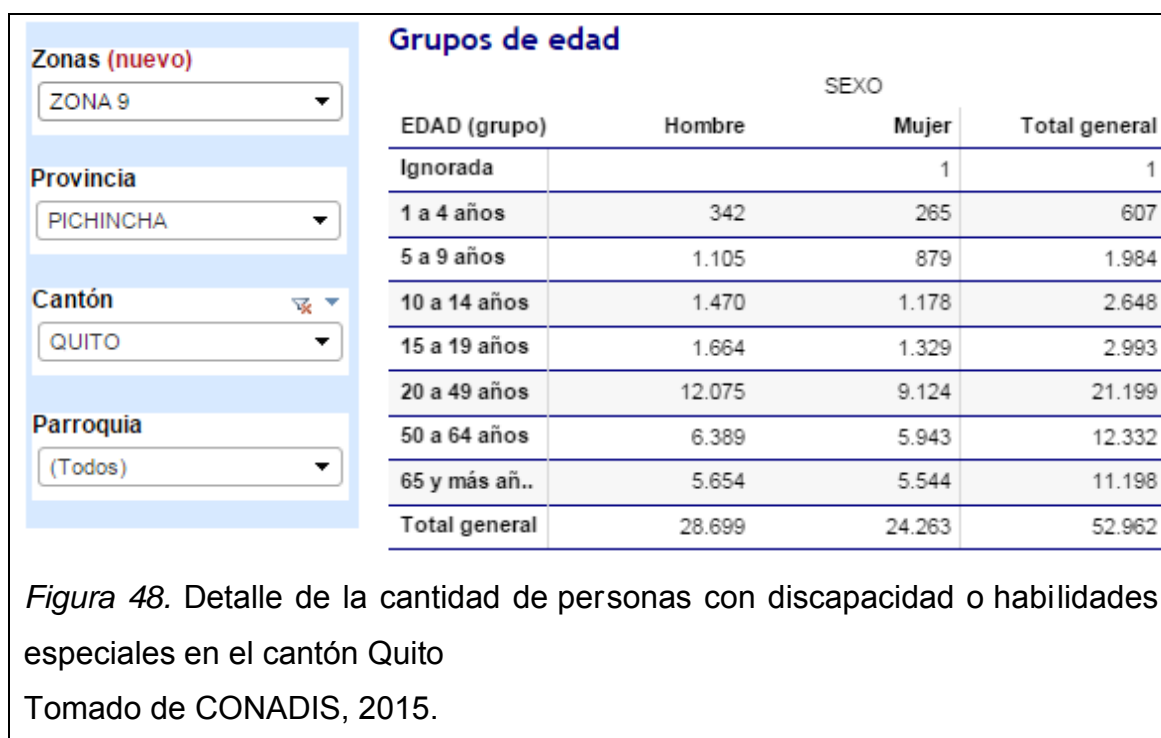 Zonas (nuevo)
ZONA 9
Provincia
PICHINCHA
Cantón
QUITO
Parroquia
(Todos)
Grupos de edad
SEXO
EDAD (grupo) Hombre Mujer Total general
Ignorada 1 1
1 a 4 años 342 265 607
5 a 9 años 1.105 879 1.984
10 a 14 años 1.470 1.178 2.648
15 a 19 años 1.664 1.329 2.993
20 a 49 años 12.075 9.124 21.199
50 a 64 años 6.389 5.943 12.332
65 y más añ.. 5.654 5.544 11.198
Total general 28.699 24.263 52.962
Figura 48. Detalle de la cantidad de personas con discapacidad o habilidades
especiales en el cantón Quito
Tomado de CONADIS, 2015.